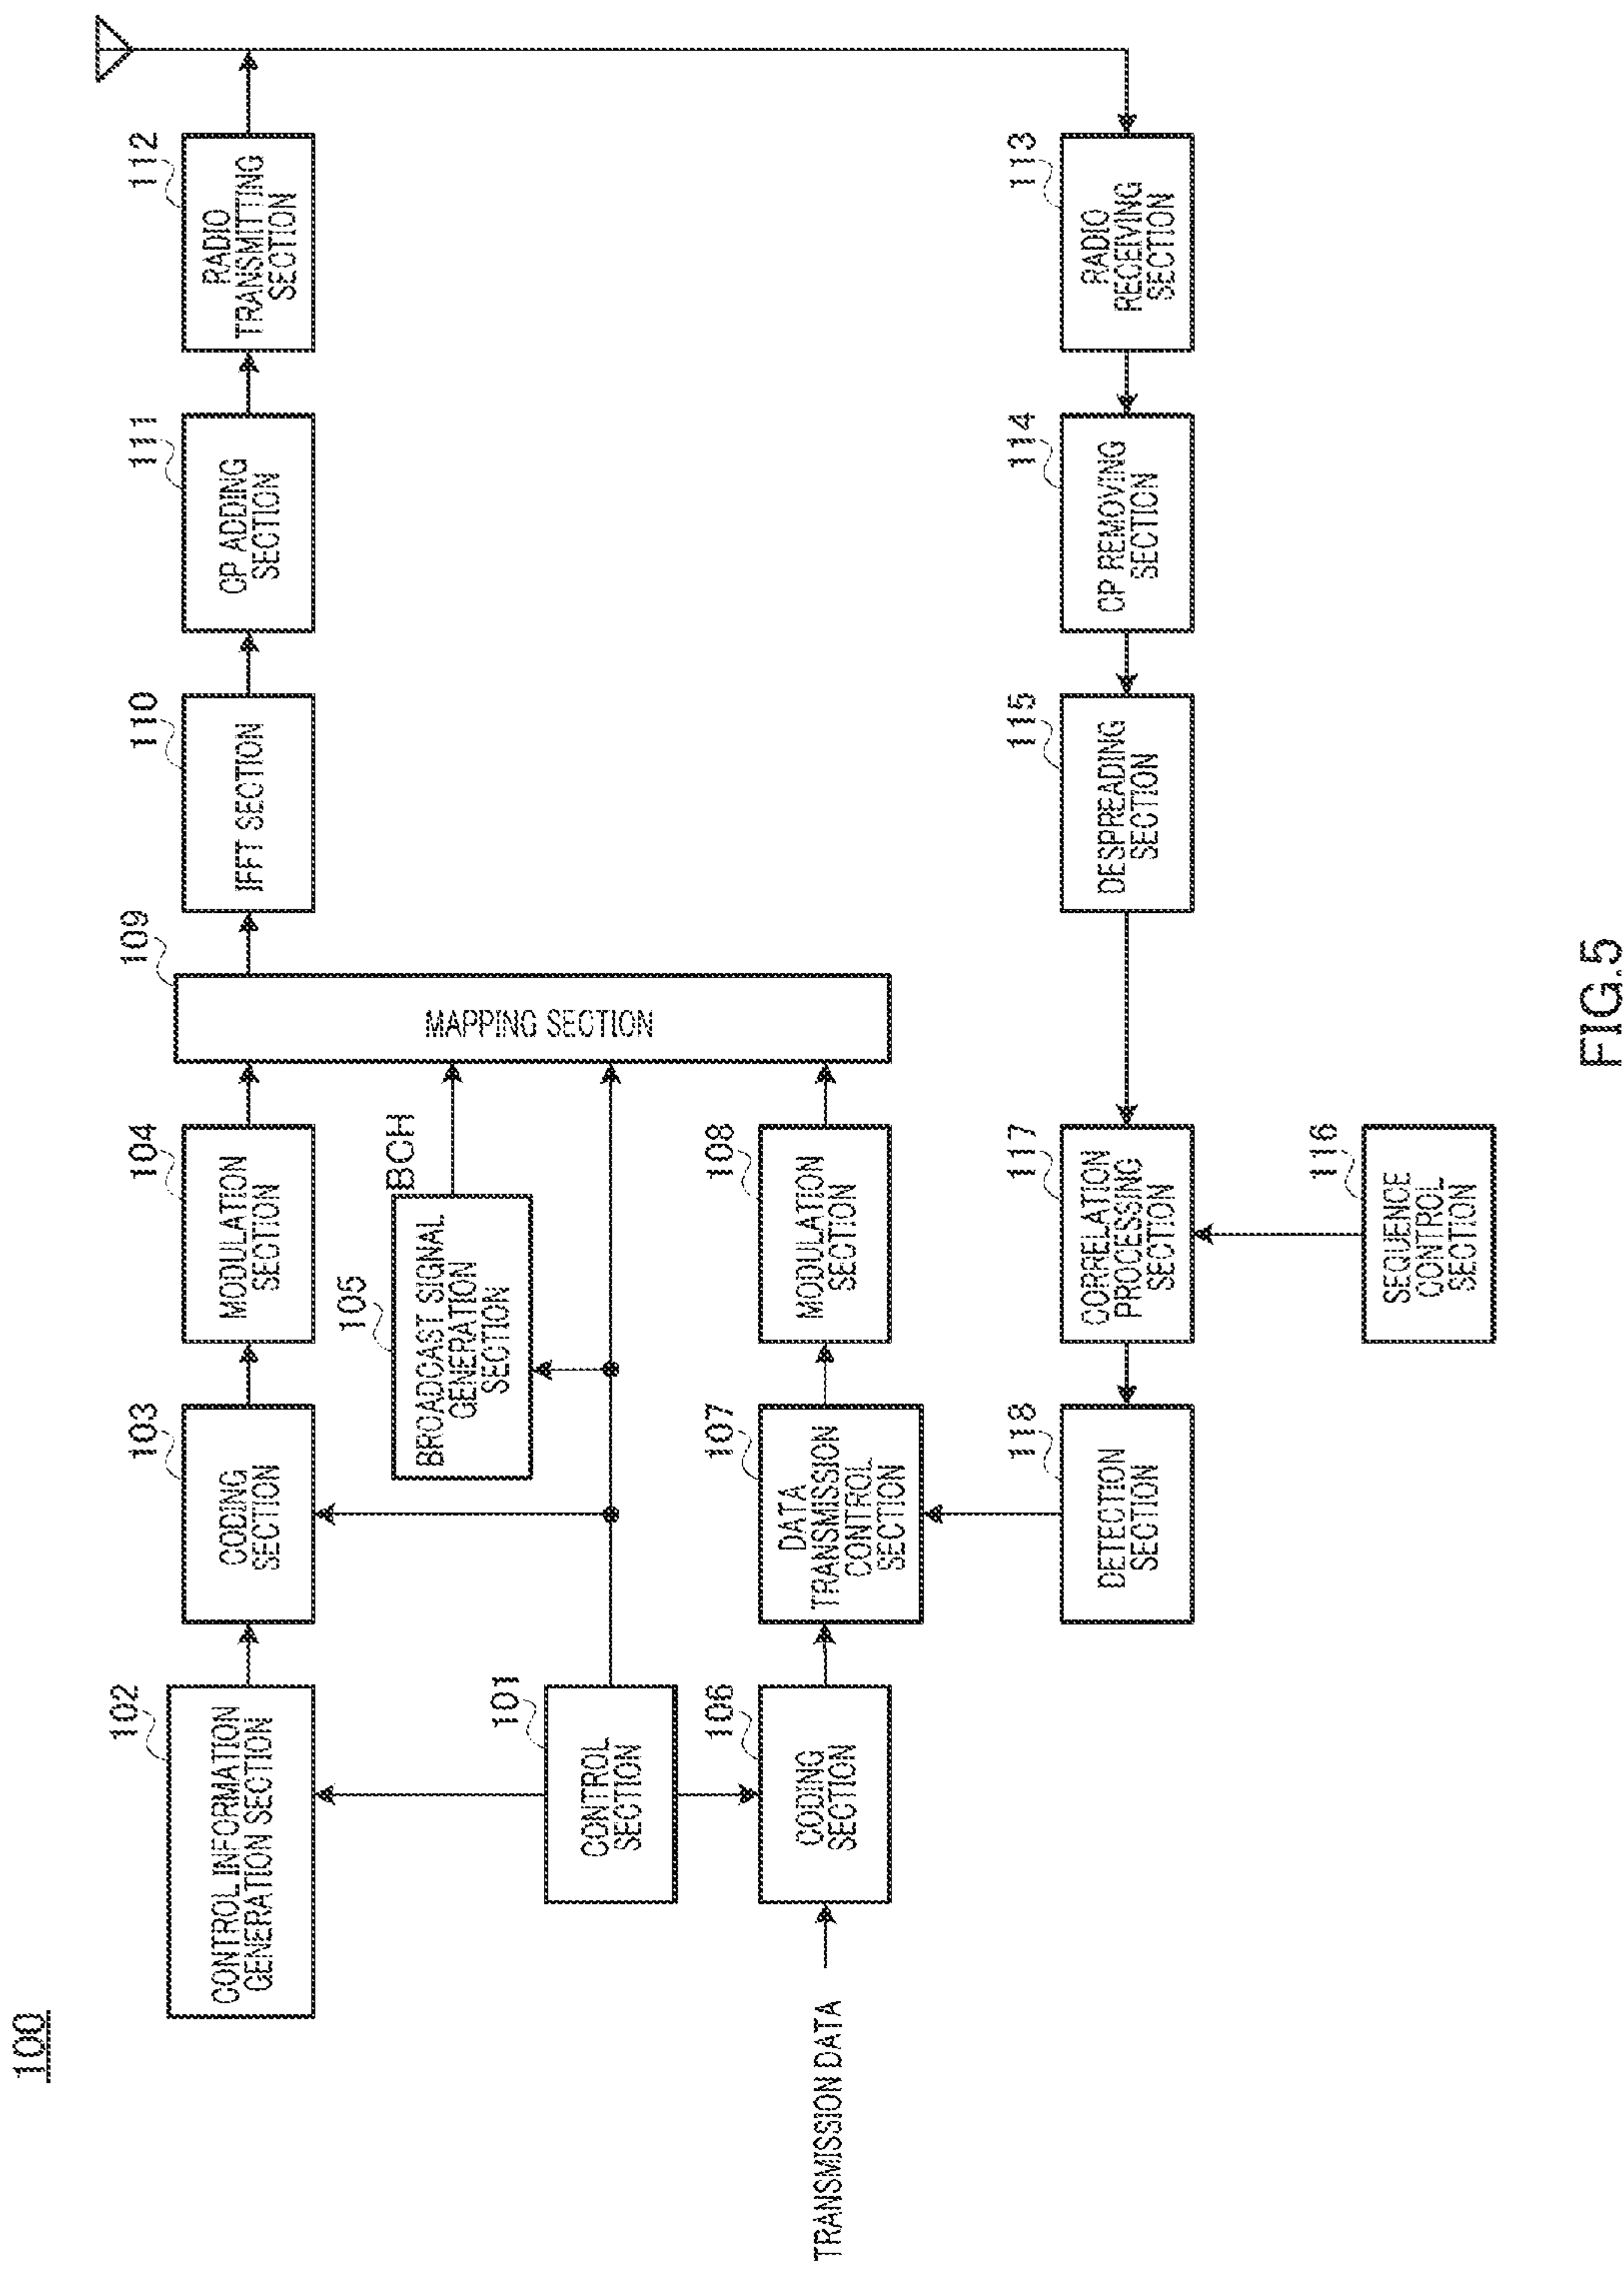 100
102
CONTROL INFORMATION
GENERATION SECTION
103
CODING
SECTION
104
MODULATION
SECTION
109
MAPPING SECTION
110
IFFT SECTION
111
CP ADDING
SECTION
112
RADIO
TRANSMITTING
SECTION
105
BROADCAST SIGNAL
GENERATION
SECTION
BCH
101
CONTROL
SECTION
TRANSMISSION DATA
106
CODING
SECTION
107
DATA
TRANSMISSION
CONTROL
SECTION
108
MODULATION
SECTION
118
DETECTION
SECTION
117
CORRELATION
PROCESSING
SECTION
115
DESPREADING
SECTION
114
CP REMOVING
SECTION
113
RADIO
RECEIVING
SECTION
116
SEQUENCE
CONTROL
SECTION
FIG.5